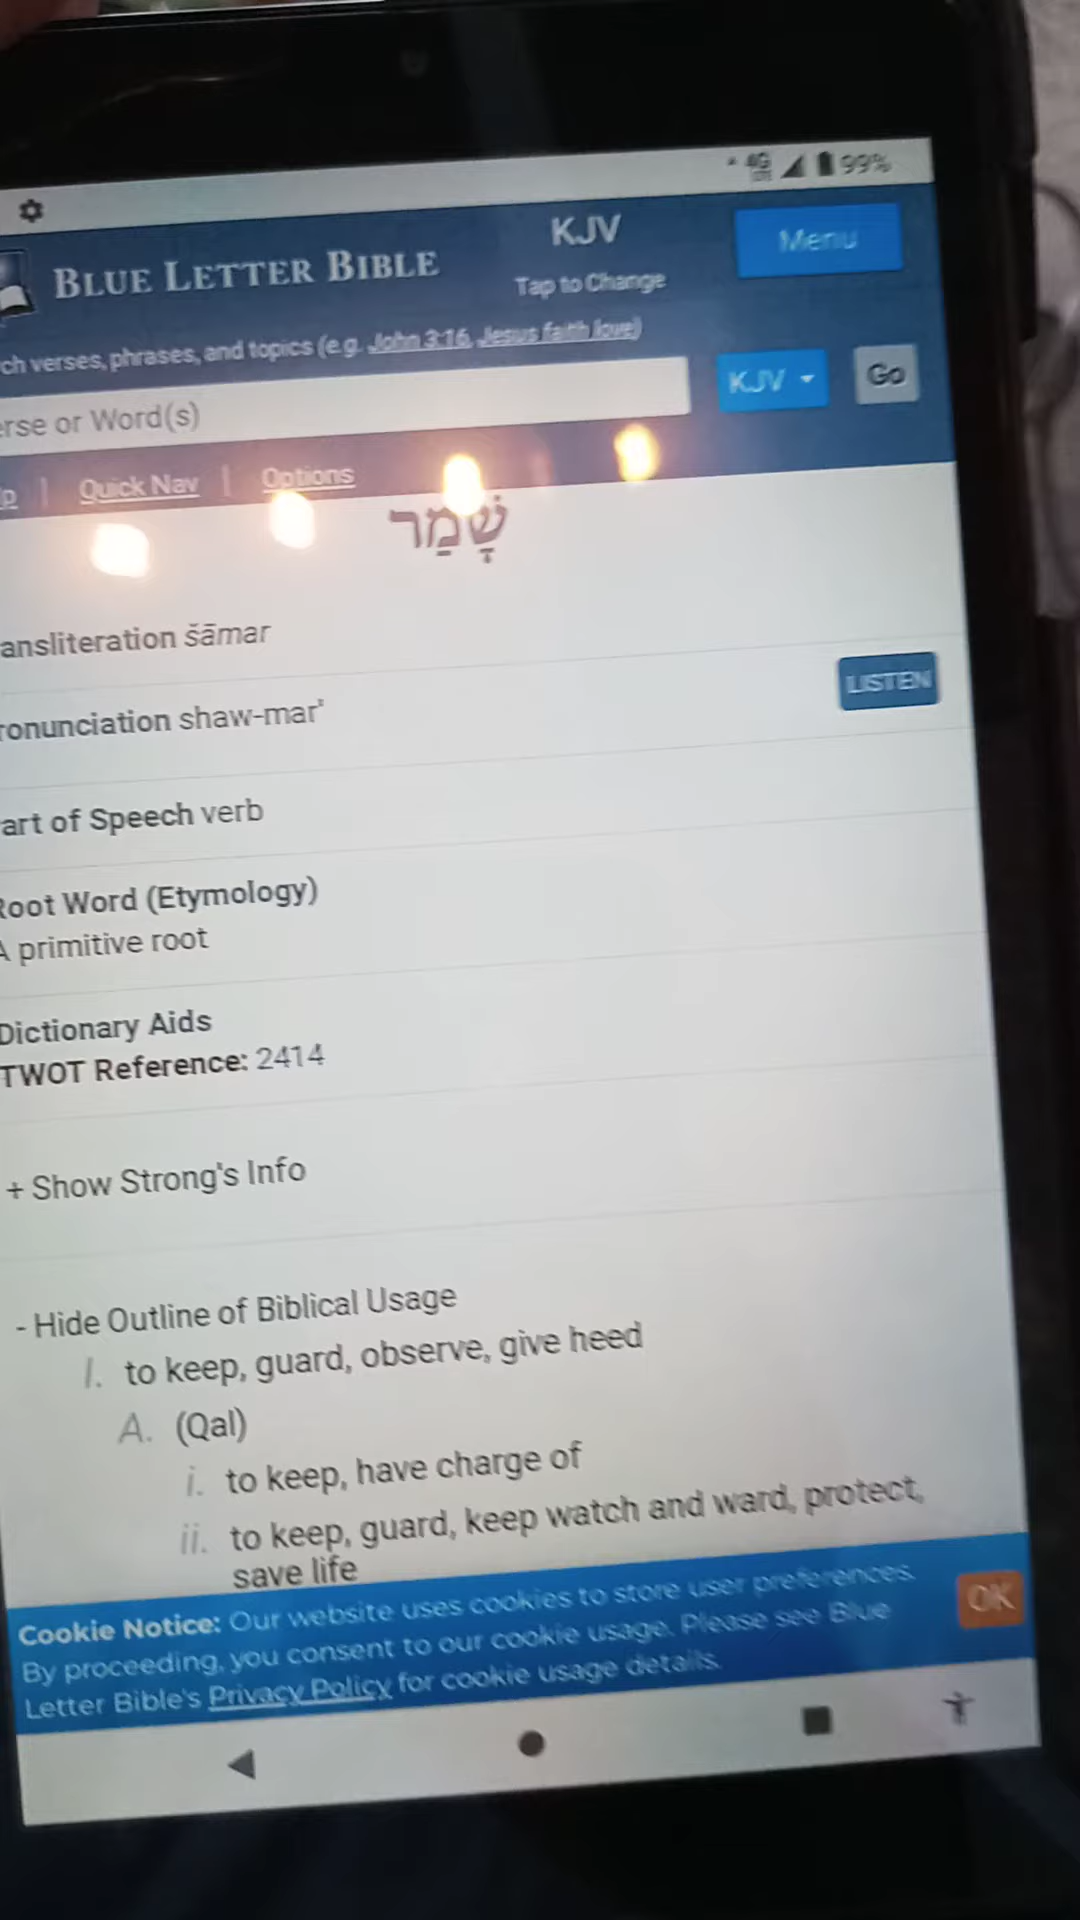 4G 99%
BLUE LETTER BIBLE KJV Menu
Tap to Change
ch verses, phrases, and topics (e.g. John 3:16, Jesus faith love)
erse or Word(s) KJV Go
p | Quick Nav | Options
שָׁמַר
ansliteration šāmar
ronunciation shaw-mar' LISTEN
art of Speech verb
Root Word (Etymology)
A primitive root
Dictionary Aids
TWOT Reference: 2414
+ Show Strong's Info
- Hide Outline of Biblical Usage
I. to keep, guard, observe, give heed
A. (Qal)
i. to keep, have charge of
ii. to keep, guard, keep watch and ward, protect,
save life
Cookie Notice: Our website uses cookies to store user preferences.
By proceeding, you consent to our cookie usage. Please see Blue
Letter Bible's Privacy Policy for cookie usage details.
OK